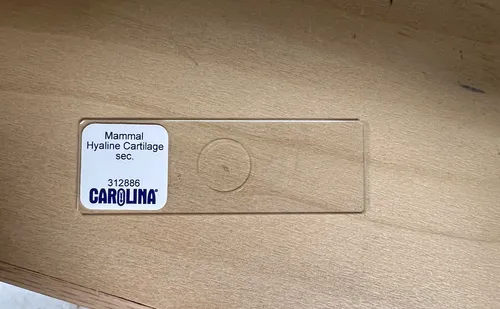 Mammal
Hyaline Cartilage
sec.
312886
CAROLINA®